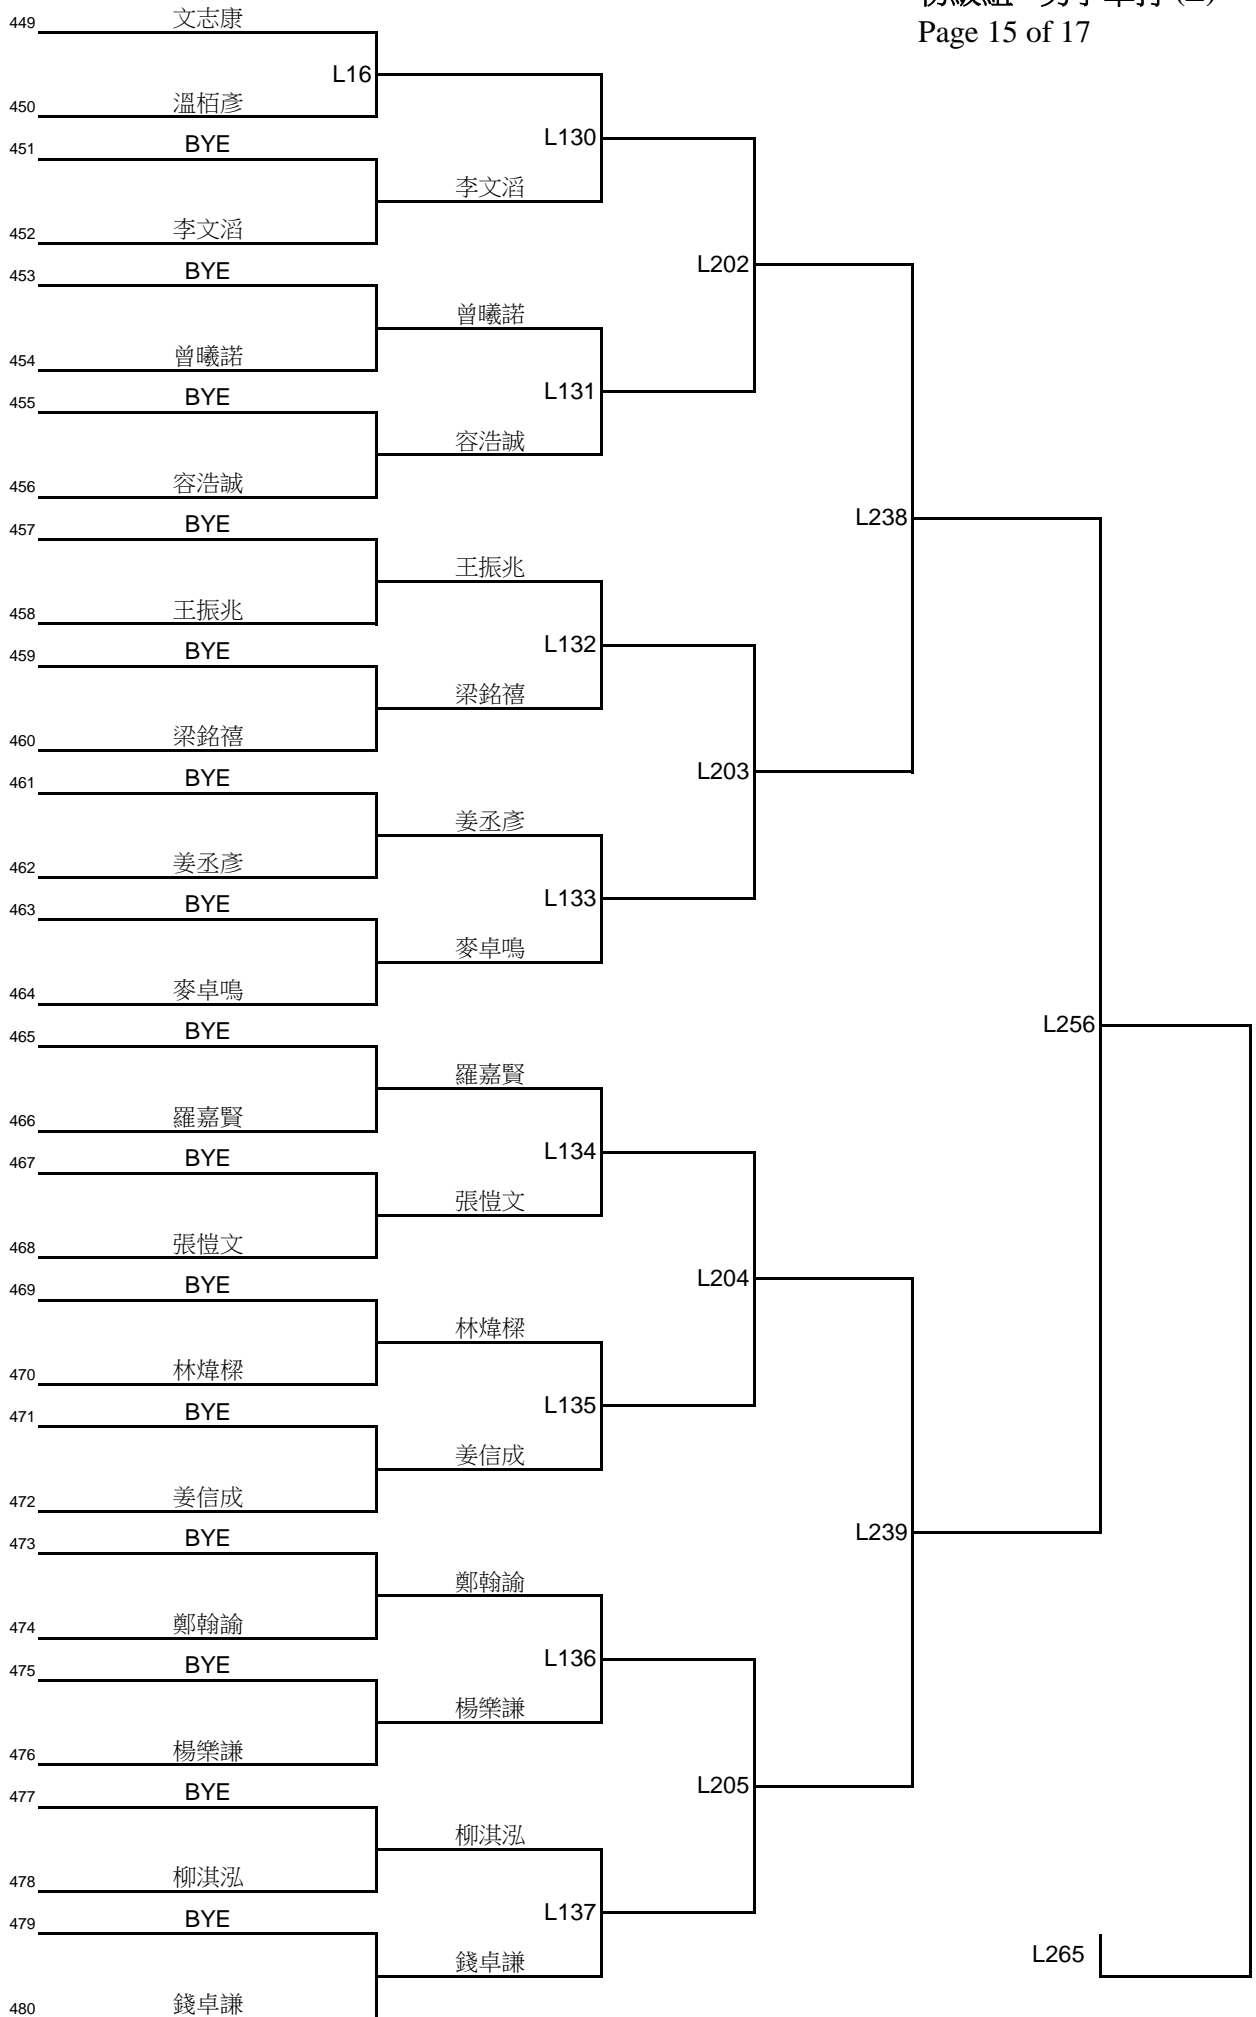 Page 15 of 17
449 文志康
L16
450 溫栢彥
L130
451 BYE
李文滔
452 李文滔
L202
453 BYE
曾曦諾
454 曾曦諾
L131
455 BYE
容浩誠
456 容浩誠
L238
457 BYE
王振兆
458 王振兆
L132
459 BYE
梁銘禧
460 梁銘禧
L203
461 BYE
姜丞彥
462 姜丞彥
L133
463 BYE
麥卓鳴
464 麥卓鳴
L256
465 BYE
羅嘉賢
466 羅嘉賢
L134
467 BYE
張愷文
468 張愷文
L204
469 BYE
林煒樑
470 林煒樑
L135
471 BYE
姜信成
472 姜信成
L239
473 BYE
鄭翰諭
474 鄭翰諭
L136
475 BYE
楊樂謙
476 楊樂謙
L205
477 BYE
柳淇泓
478 柳淇泓
L137
479 BYE
L265
錢卓謙
480 錢卓謙